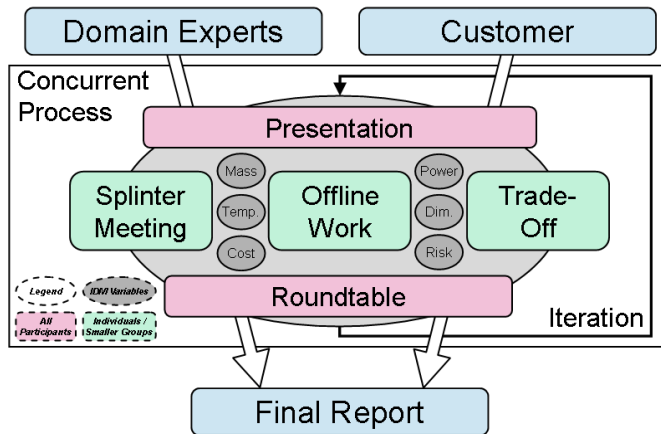 Domain Experts
Customer
Concurrent
Process
Presentation
Mass
Power
Splinter
Meeting
Temp.
Offline
Work
Dim.
Trade-
Off
Cost
Risk
Legend
IDM Variables
All
Participants
Individuals /
Smaller Groups
Roundtable
Iteration
Final Report